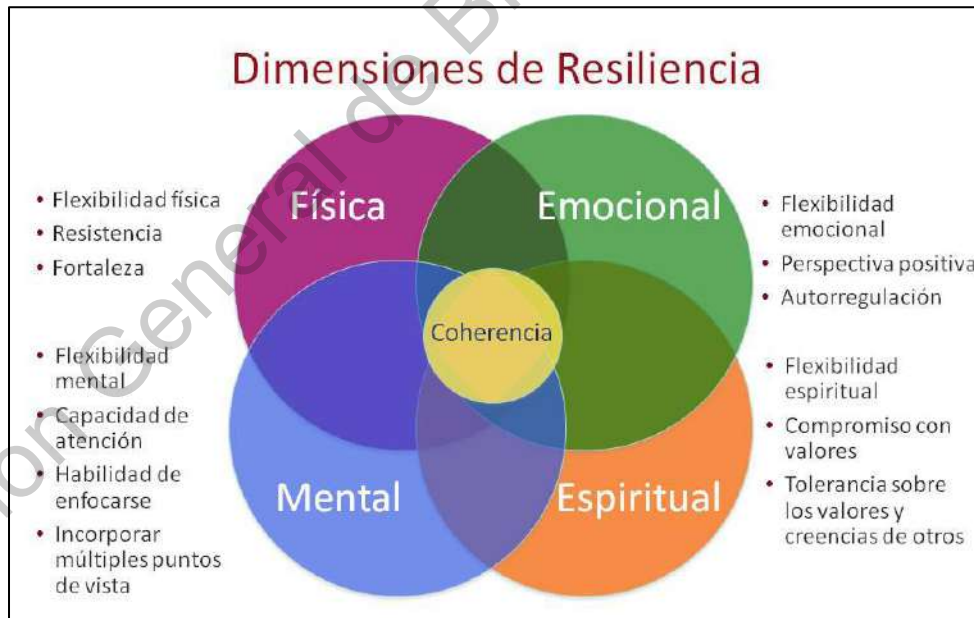 Dimensiones de Resiliencia
Física
Emocional
• Flexibilidad física
• Resistencia
• Fortaleza
• Flexibilidad
emocional
• Perspectiva positiva
• Autorregulación
Coherencia
• Flexibilidad
mental
• Capacidad de
atención
• Habilidad de
enfocarse
• Incorporar
múltiples puntos
de vista
• Flexibilidad
espiritual
• Compromiso con
valores
• Tolerancia sobre
los valores y
creencias de otros
Mental
Espiritual
General de